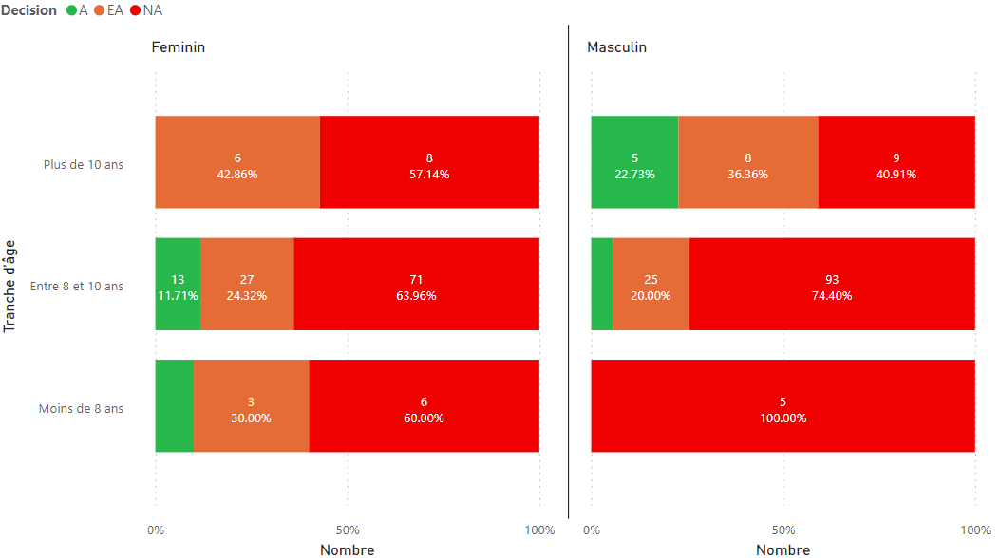 Decision A EA NA
Feminin
Masculin
Tranche d'âge
Plus de 10 ans
6
42.86%
8
57.14%
5
22.73%
8
36.36%
9
40.91%
Entre 8 et 10 ans
13
11.71%
27
24.32%
71
63.96%
25
20.00%
93
74.40%
Moins de 8 ans
3
30.00%
6
60.00%
5
100.00%
0% 50% 100%
0% 50% 100%
Nombre
Nombre